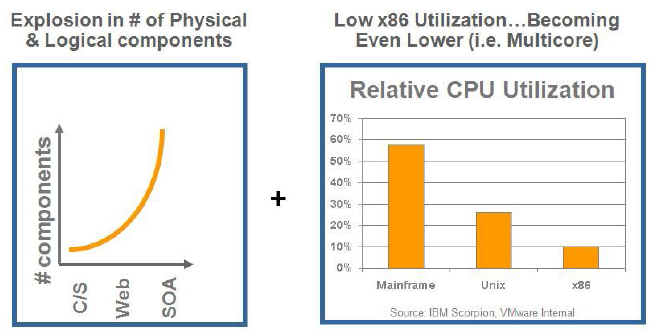 Explosion in # of Physical
& Logical components
# components
C/S
Web
SOA
+
Low x86 Utilization...Becoming
Even Lower (i.e. Multicore)
Relative CPU Utilization
70%
60%
50%
40%
30%
20%
10%
0%
Mainframe Unix x86
Source: IBM Scorpion, VMware Internal